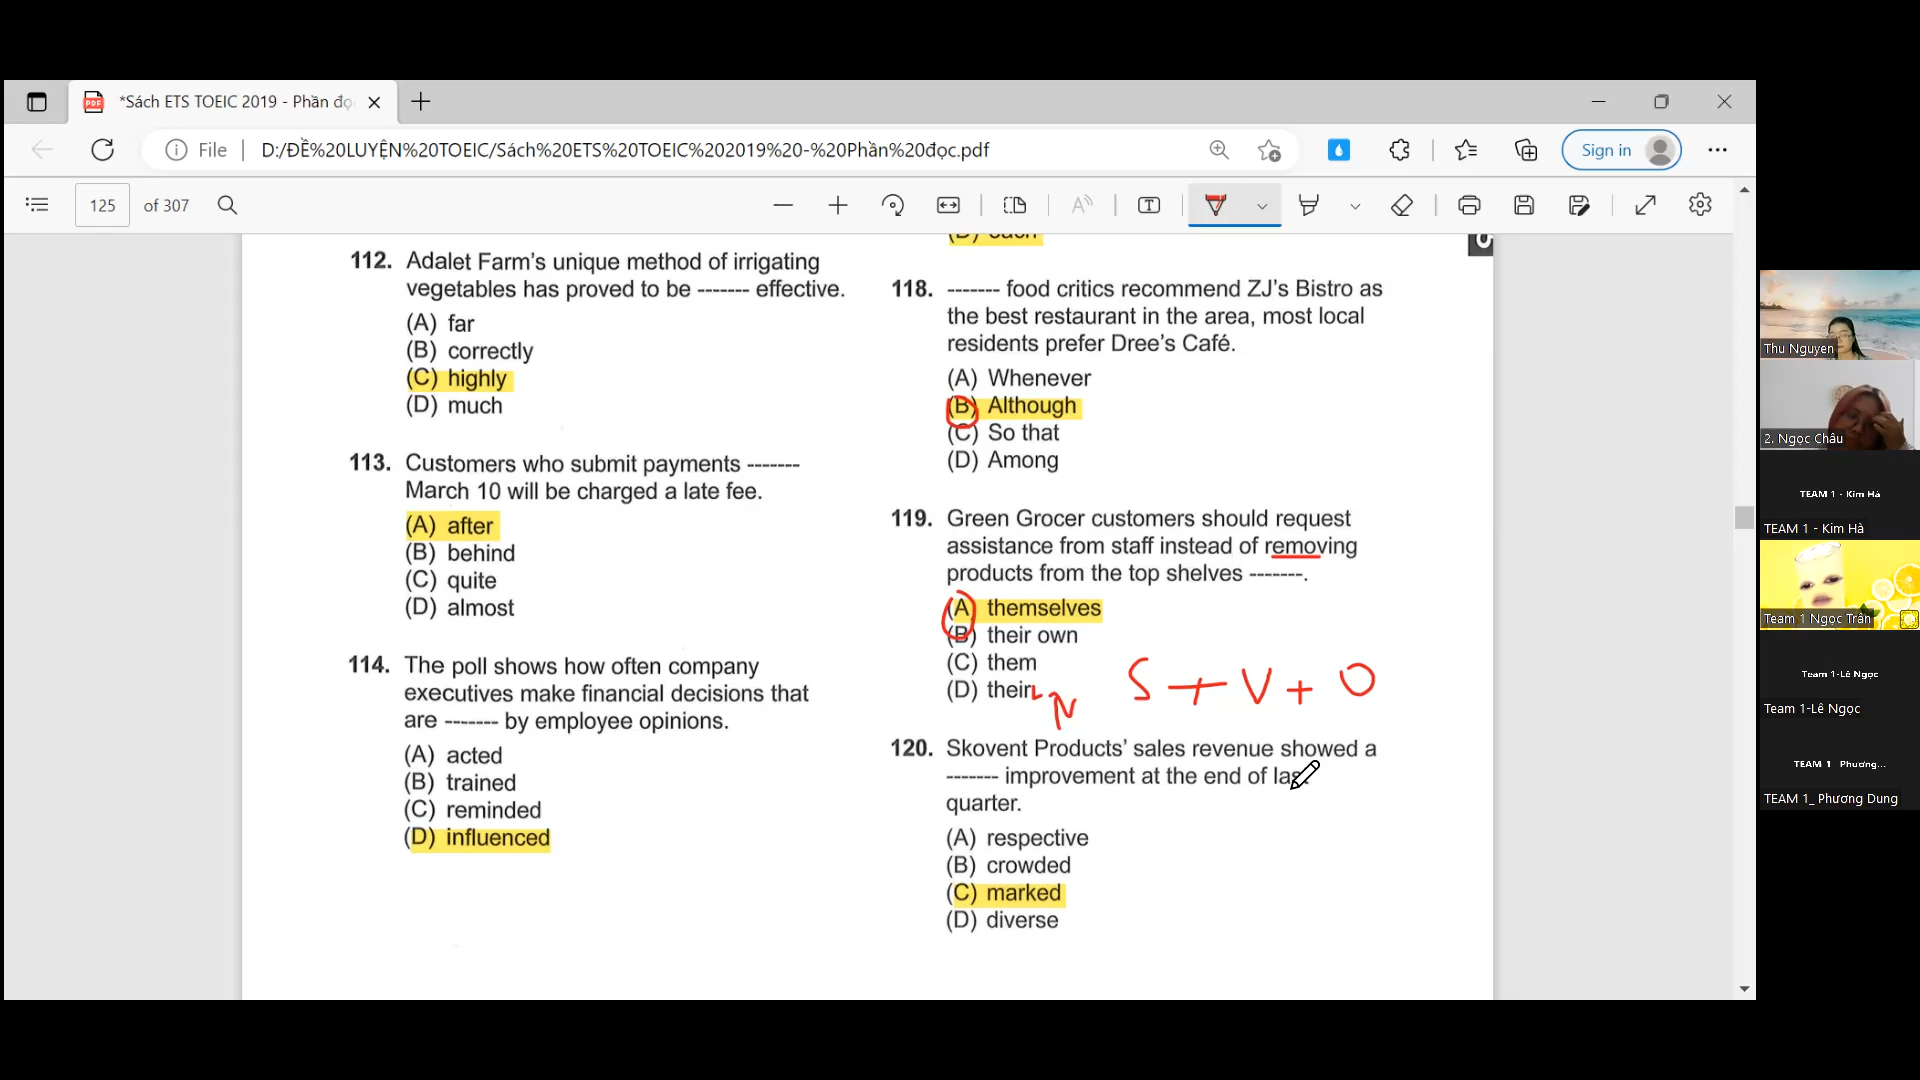 *Sách ETS TOEIC 2019 - Phần đọ
File
D:/ĐỀ%20LUYỆN%20TOEIC/Sách%20ETS%20TOEIC%202019%20-%20Phần%20đọc.pdf
Sign in
125 of 307
112. Adalet Farm's unique method of irrigating
vegetables has proved to be ------- effective.
(A) far
(B) correctly
(C) highly
(D) much
113. Customers who submit payments -------
March 10 will be charged a late fee.
(A) after
(B) behind
(C) quite
(D) almost
114. The poll shows how often company
executives make financial decisions that
are ------- by employee opinions.
(A) acted
(B) trained
(C) reminded
(D) influenced
(D) each
118. ------- food critics recommend ZJ's Bistro as
the best restaurant in the area, most local
residents prefer Dree's Café.
(A) Whenever
(B) Although
(C) So that
(D) Among
119. Green Grocer customers should request
assistance from staff instead of removing
products from the top shelves -------.
(A) themselves
(B) their own
(C) them
(D) their
N
S + V + O
120. Skovent Products' sales revenue showed a
------- improvement at the end of last
quarter.
(A) respective
(B) crowded
(C) marked
(D) diverse
Thu Nguyen
2. Ngọc Châu
TEAM 1 - Kim Hà
TEAM 1 - Kim Hà
Team 1 Ngọc Trân
Team 1-Lê Ngọc
Team 1-Lê Ngọc
TEAM 1_ Phương...
TEAM 1_ Phương Dung